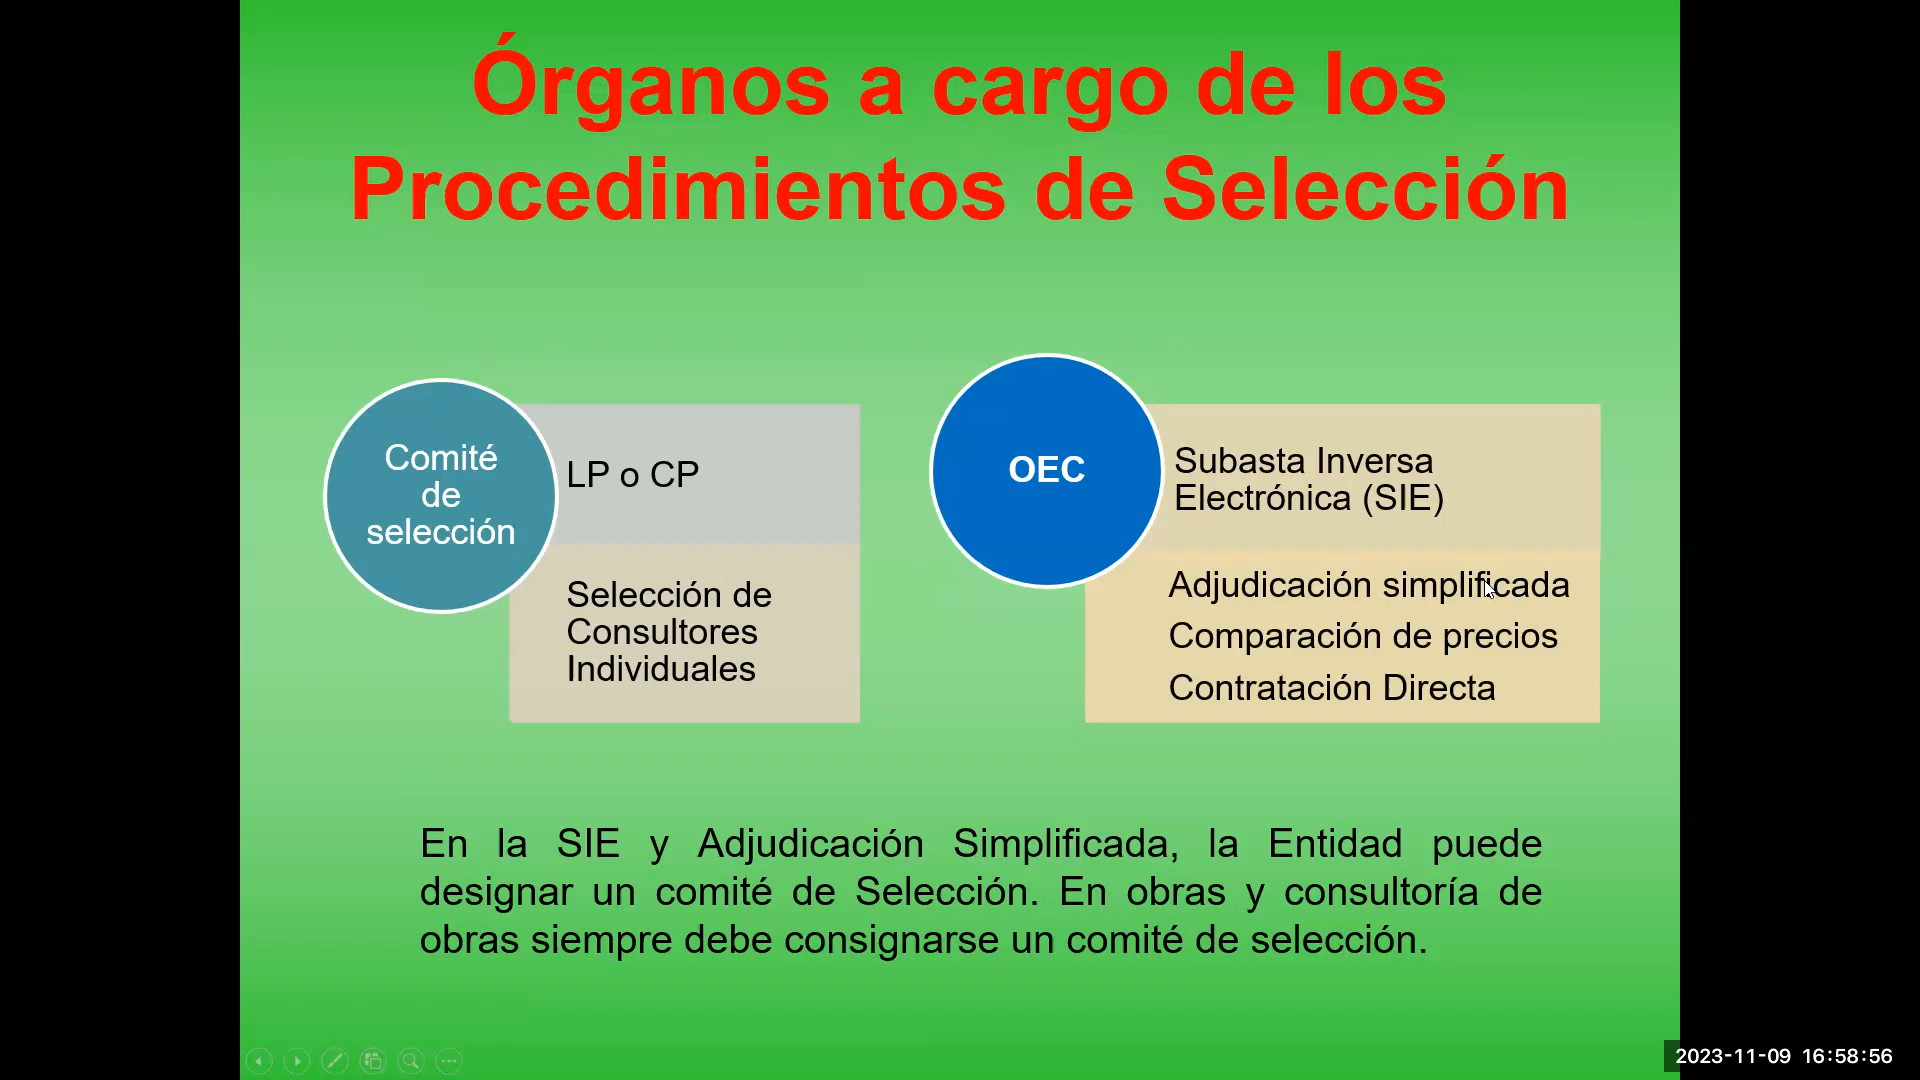 Órganos a cargo de los
Procedimientos de Selección
Comité
de
selección
LP o CP
Selección de
Consultores
Individuales
OEC
Subasta Inversa
Electrónica (SIE)
Adjudicación simplificada
Comparación de precios
Contratación Directa
En la SIE y Adjudicación Simplificada, la Entidad puede
designar un comité de Selección. En obras y consultoría de
obras siempre debe consignarse un comité de selección.
2023-11-09 16:58:56